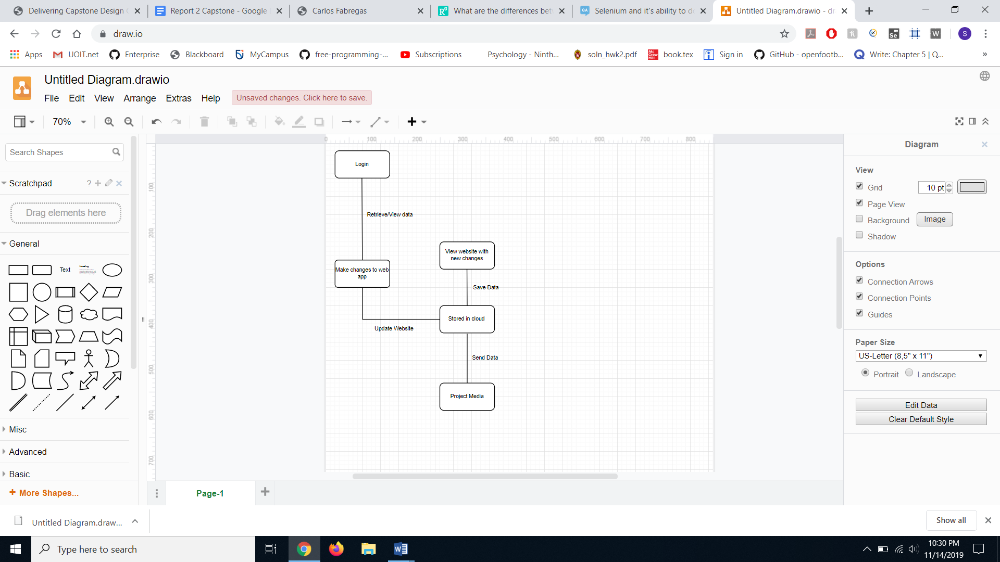 Delivering Capstone Design
Report 2 Capstone - Google
Carlos Fabregas
What are the differences bet
Selenium and it's ability to d
Untitled Diagram.drawio - dr
draw.io
Apps
UOIT.net
Enterprise
Blackboard
MyCampus
free-programming-...
Subscriptions
Psychology - Ninth...
soln_hwk2.pdf
book.tex
Sign in
GitHub - openfootb...
Write: Chapter 5 | Q...
»
Untitled Diagram.drawio
File Edit View Arrange Extras Help
Unsaved changes. Click here to save.
70%
Search Shapes
Scratchpad
?
Drag elements here
General
Text
Heading
Misc
Advanced
Basic
+ More Shapes...
0 100 200 300 400 500 600 700 800
100
200
300
400
500
600
700
Login
Retrieve/View data
View website with
new changes
Make changes to web
app
Save Data
Stored in cloud
Update Website
Send Data
Project Media
Page-1
Diagram
View
Grid
10 pt
Page View
Background
Image
Shadow
Options
Connection Arrows
Connection Points
Guides
Paper Size
US-Letter (8,5" x 11")
Portrait
Landscape
Edit Data
Clear Default Style
Untitled Diagram.draw...
Show all
Type here to search
10:30 PM
11/14/2019